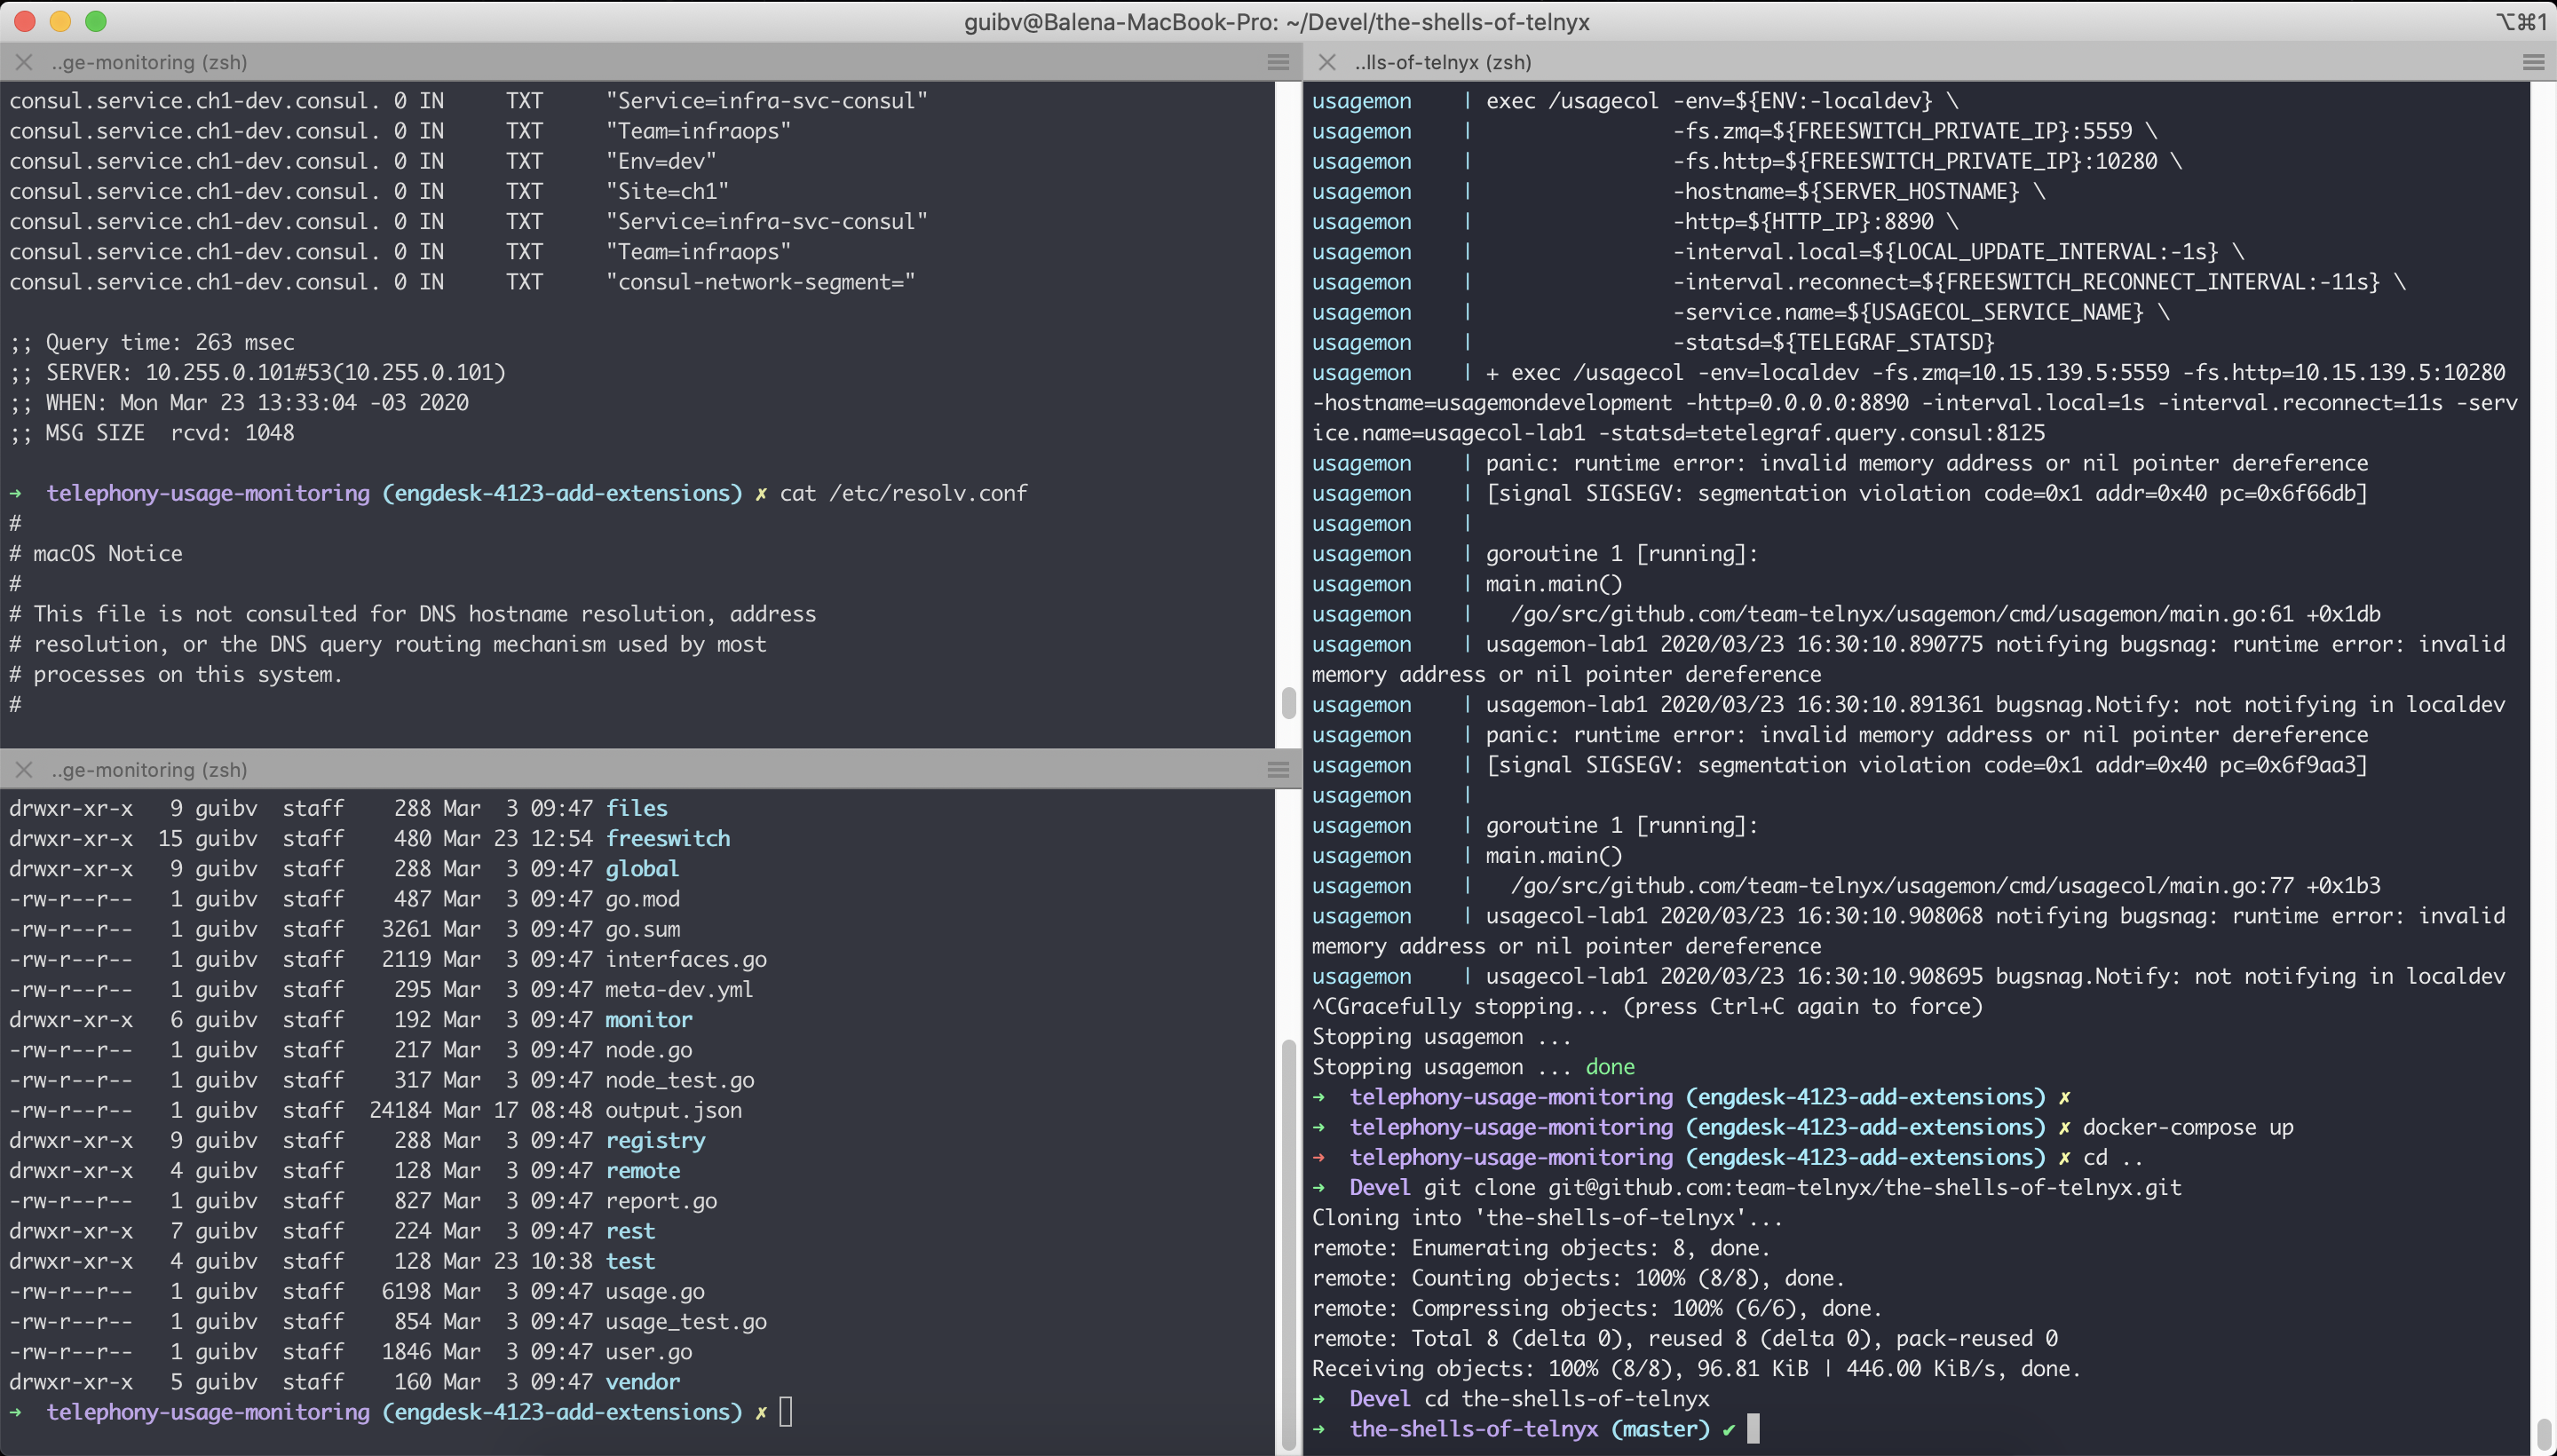 guibv@Balena-MacBook-Pro: ~/Devel/the-shells-of-telnyx
⌥⌘1
..ge-monitoring (zsh)
consul.service.ch1-dev.consul. 0 IN     TXT     "Service=infra-svc-consul"
consul.service.ch1-dev.consul. 0 IN     TXT     "Team=infraops"
consul.service.ch1-dev.consul. 0 IN     TXT     "Env=dev"
consul.service.ch1-dev.consul. 0 IN     TXT     "Site=ch1"
consul.service.ch1-dev.consul. 0 IN     TXT     "Service=infra-svc-consul"
consul.service.ch1-dev.consul. 0 IN     TXT     "Team=infraops"
consul.service.ch1-dev.consul. 0 IN     TXT     "consul-network-segment="
;; Query time: 263 msec
;; SERVER: 10.255.0.101#53(10.255.0.101)
;; WHEN: Mon Mar 23 13:33:04 -03 2020
;; MSG SIZE  rcvd: 1048
→  telephony-usage-monitoring (engdesk-4123-add-extensions) ✗ cat /etc/resolv.conf
#
# macOS Notice
#
# This file is not consulted for DNS hostname resolution, address
# resolution, or the DNS query routing mechanism used by most
# processes on this system.
#
..ge-monitoring (zsh)
drwxr-xr-x   9 guibv  staff    288 Mar  3 09:47 files
drwxr-xr-x  15 guibv  staff    480 Mar 23 12:54 freeswitch
drwxr-xr-x   9 guibv  staff    288 Mar  3 09:47 global
-rw-r--r--   1 guibv  staff    487 Mar  3 09:47 go.mod
-rw-r--r--   1 guibv  staff   3261 Mar  3 09:47 go.sum
-rw-r--r--   1 guibv  staff   2119 Mar  3 09:47 interfaces.go
-rw-r--r--   1 guibv  staff    295 Mar  3 09:47 meta-dev.yml
drwxr-xr-x   6 guibv  staff    192 Mar  3 09:47 monitor
-rw-r--r--   1 guibv  staff    217 Mar  3 09:47 node.go
-rw-r--r--   1 guibv  staff    317 Mar  3 09:47 node_test.go
-rw-r--r--   1 guibv  staff  24184 Mar 17 08:48 output.json
drwxr-xr-x   9 guibv  staff    288 Mar  3 09:47 registry
drwxr-xr-x   4 guibv  staff    128 Mar  3 09:47 remote
-rw-r--r--   1 guibv  staff    827 Mar  3 09:47 report.go
drwxr-xr-x   7 guibv  staff    224 Mar  3 09:47 rest
drwxr-xr-x   4 guibv  staff    128 Mar 23 10:38 test
-rw-r--r--   1 guibv  staff   6198 Mar  3 09:47 usage.go
-rw-r--r--   1 guibv  staff    854 Mar  3 09:47 usage_test.go
-rw-r--r--   1 guibv  staff   1846 Mar  3 09:47 user.go
drwxr-xr-x   5 guibv  staff    160 Mar  3 09:47 vendor
→  telephony-usage-monitoring (engdesk-4123-add-extensions) ✗
..lls-of-telnyx (zsh)
usagemon    | exec /usagecol -env=${ENV:-localdev} \
usagemon    |                -fs.zmq=${FREESWITCH_PRIVATE_IP}:5559 \
usagemon    |                -fs.http=${FREESWITCH_PRIVATE_IP}:10280 \
usagemon    |                -hostname=${SERVER_HOSTNAME} \
usagemon    |                -http=${HTTP_IP}:8890 \
usagemon    |                -interval.local=${LOCAL_UPDATE_INTERVAL:-1s} \
usagemon    |                -interval.reconnect=${FREESWITCH_RECONNECT_INTERVAL:-11s} \
usagemon    |                -service.name=${USAGECOL_SERVICE_NAME} \
usagemon    |                -statsd=${TELEGRAF_STATSD}
usagemon    | + exec /usagecol -env=localdev -fs.zmq=10.15.139.5:5559 -fs.http=10.15.139.5:10280
-hostname=usagemondevelopment -http=0.0.0.0:8890 -interval.local=1s -interval.reconnect=11s -serv
ice.name=usagecol-lab1 -statsd=tetelegraf.query.consul:8125
usagemon    | panic: runtime error: invalid memory address or nil pointer dereference
usagemon    | [signal SIGSEGV: segmentation violation code=0x1 addr=0x40 pc=0x6f66db]
usagemon    |
usagemon    | goroutine 1 [running]:
usagemon    | main.main()
usagemon    |   /go/src/github.com/team-telnyx/usagemon/cmd/usagemon/main.go:61 +0x1db
usagemon    | usagemon-lab1 2020/03/23 16:30:10.890775 notifying bugsnag: runtime error: invalid
memory address or nil pointer dereference
usagemon    | usagemon-lab1 2020/03/23 16:30:10.891361 bugsnag.Notify: not notifying in localdev
usagemon    | panic: runtime error: invalid memory address or nil pointer dereference
usagemon    | [signal SIGSEGV: segmentation violation code=0x1 addr=0x40 pc=0x6f9aa3]
usagemon    |
usagemon    | goroutine 1 [running]:
usagemon    | main.main()
usagemon    |   /go/src/github.com/team-telnyx/usagemon/cmd/usagecol/main.go:77 +0x1b3
usagemon    | usagecol-lab1 2020/03/23 16:30:10.908068 notifying bugsnag: runtime error: invalid
memory address or nil pointer dereference
usagemon    | usagecol-lab1 2020/03/23 16:30:10.908695 bugsnag.Notify: not notifying in localdev
^CGracefully stopping... (press Ctrl+C again to force)
Stopping usagemon ...
Stopping usagemon ... done
→  telephony-usage-monitoring (engdesk-4123-add-extensions) ✗
→  telephony-usage-monitoring (engdesk-4123-add-extensions) ✗ docker-compose up
→  telephony-usage-monitoring (engdesk-4123-add-extensions) ✗ cd ..
→  Devel git clone git@github.com:team-telnyx/the-shells-of-telnyx.git
Cloning into 'the-shells-of-telnyx'...
remote: Enumerating objects: 8, done.
remote: Counting objects: 100% (8/8), done.
remote: Compressing objects: 100% (6/6), done.
remote: Total 8 (delta 0), reused 8 (delta 0), pack-reused 0
Receiving objects: 100% (8/8), 96.81 KiB | 446.00 KiB/s, done.
→  Devel cd the-shells-of-telnyx
→  the-shells-of-telnyx (master) ✔